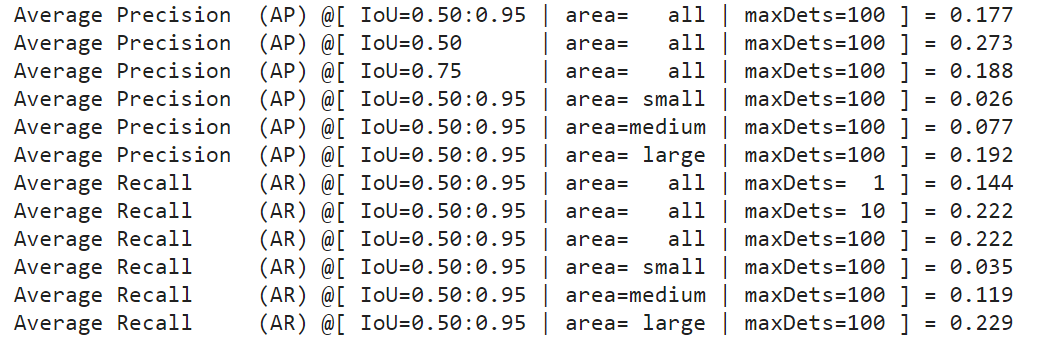 Average Precision  (AP) @[ IoU=0.50:0.95 | area=   all | maxDets=100 ] = 0.177
Average Precision  (AP) @[ IoU=0.50      | area=   all | maxDets=100 ] = 0.273
Average Precision  (AP) @[ IoU=0.75      | area=   all | maxDets=100 ] = 0.188
Average Precision  (AP) @[ IoU=0.50:0.95 | area= small | maxDets=100 ] = 0.026
Average Precision  (AP) @[ IoU=0.50:0.95 | area=medium | maxDets=100 ] = 0.077
Average Precision  (AP) @[ IoU=0.50:0.95 | area= large | maxDets=100 ] = 0.192
Average Recall     (AR) @[ IoU=0.50:0.95 | area=   all | maxDets=  1 ] = 0.144
Average Recall     (AR) @[ IoU=0.50:0.95 | area=   all | maxDets= 10 ] = 0.222
Average Recall     (AR) @[ IoU=0.50:0.95 | area=   all | maxDets=100 ] = 0.222
Average Recall     (AR) @[ IoU=0.50:0.95 | area= small | maxDets=100 ] = 0.035
Average Recall     (AR) @[ IoU=0.50:0.95 | area=medium | maxDets=100 ] = 0.119
Average Recall     (AR) @[ IoU=0.50:0.95 | area= large | maxDets=100 ] = 0.229